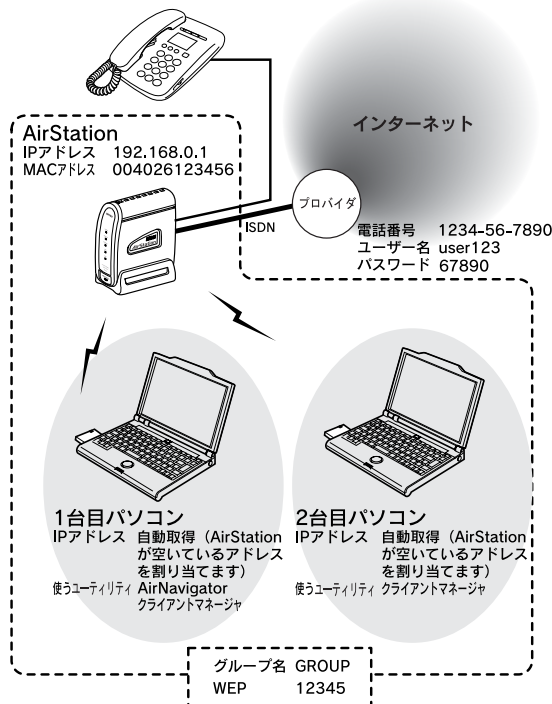 インターネット
AirStation
IPアドレス 192.168.0.1
MACアドレス 004026123456
プロバイダ
ISDN
電話番号 1234-56-7890
ユーザー名 user123
パスワード 67890
1台目パソコン
IPアドレス 自動取得（AirStation
が空いているアドレス
を割り当てます）
使うユーティリティ AirNavigator
クライアントマネージャ
2台目パソコン
IPアドレス 自動取得（AirStation
が空いているアドレス
を割り当てます）
使うユーティリティ クライアントマネージャ
グループ名 GROUP
WEP 12345